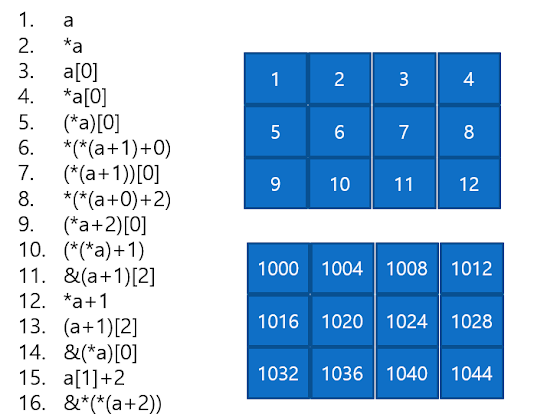 1. a
2. *a
3. a[0]
4. *a[0]
5. (*a)[0]
6. *(*(a+1)+0)
7. (*(a+1))[0]
8. *(*(a+0)+2)
9. (*a+2)[0]
10. (*(*a)+1)
11. &(a+1)[2]
12. *a+1
13. (a+1)[2]
14. &(*a)[0]
15. a[1]+2
16. &*(*(a+2))
1 2 3 4
5 6 7 8
9 10 11 12
1000 1004 1008 1012
1016 1020 1024 1028
1032 1036 1040 1044